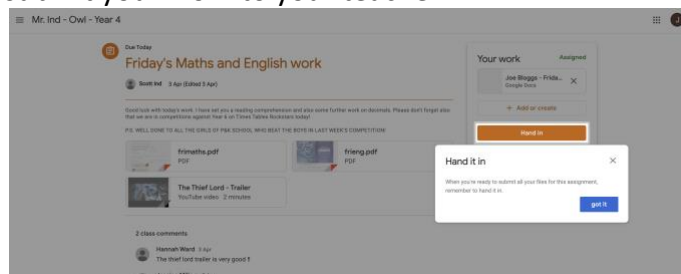 Mr. Ind - Owl - Year 4
Due Today
Friday's Maths and English work
Scott Ind 3 Apr (Edited 3 Apr)
Good luck with today's work. I have set you a reading comprehension and also some further work on decimals. Please don't forget also
that we are in competitions against Year 6 on Times Tables Rockstars today!
P.S. WELL DONE TO ALL THE GIRLS OF PBA SCHOOL, WHO BEAT THE BOYS IN LAST WEEK'S COMPETITION!
frimaths.pdf
PDF
frieng.pdf
PDF
The Thief Lord - Trailer
YouTube video 2 minutes
2 class comments
Hannah Ward 3 Apr
The thief lord trailer is very good !!
Your work Assigned
Joe Bloggs - Frida...
Google Docs
+ Add or create
Hand in
Hand it in
When you're ready to submit all your files for this assignment,
remember to hand it in.
got it